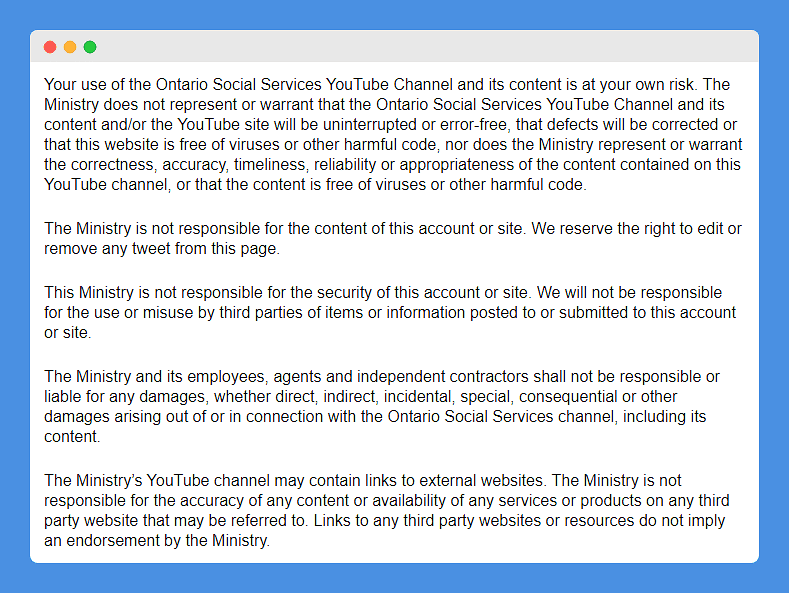 Your use of the Ontario Social Services YouTube Channel and its content is at your own risk. The
Ministry does not represent or warrant that the Ontario Social Services YouTube Channel and its
content and/or the YouTube site will be uninterrupted or error-free, that defects will be corrected or
that this website is free of viruses or other harmful code, nor does the Ministry represent or warrant
the correctness, accuracy, timeliness, reliability or appropriateness of the content contained on this
YouTube channel, or that the content is free of viruses or other harmful code.
The Ministry is not responsible for the content of this account or site. We reserve the right to edit or
remove any tweet from this page.
This Ministry is not responsible for the security of this account or site. We will not be responsible
for the use or misuse by third parties of items or information posted to or submitted to this account
or site.
The Ministry and its employees, agents and independent contractors shall not be responsible or
liable for any damages, whether direct, indirect, incidental, special, consequential or other
damages arising out of or in connection with the Ontario Social Services channel, including its
content.
The Ministry’s YouTube channel may contain links to external websites. The Ministry is not
responsible for the accuracy of any content or availability of any services or products on any third
party website that may be referred to. Links to any third party websites or resources do not imply
an endorsement by the Ministry.